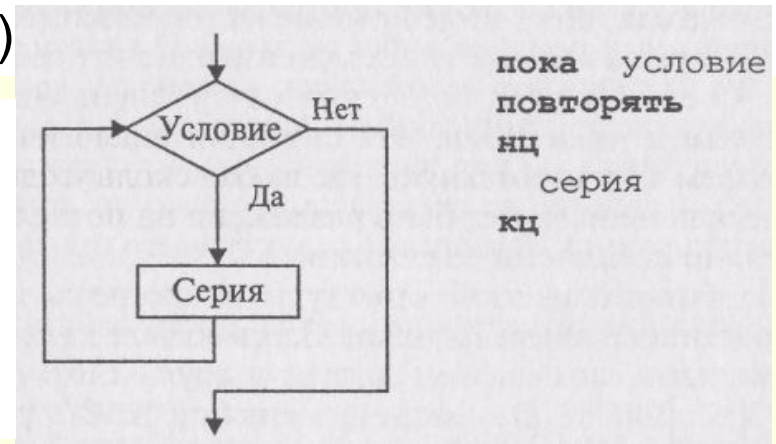 )
Условие
Нет
Да
Серия
пока условие
повторять
нц
серия
кц